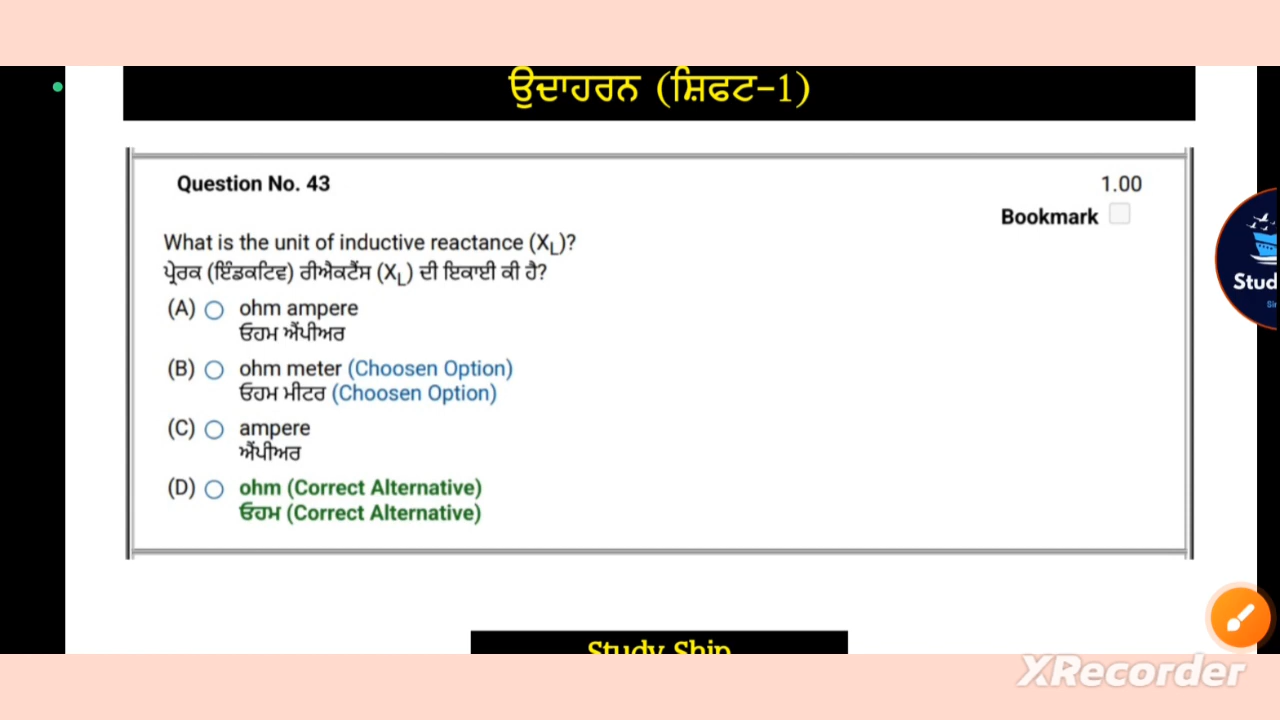 ਉਦਾਹਰਨ (ਸ਼ਿਫਟ-1)
Question No. 43
1.00
Bookmark
What is the unit of inductive reactance (XL)?
ਪ੍ਰੇਰਕ (ਇੰਡਕਟਿਵ) ਰੀਐਕਟੈਂਸ (XL) ਦੀ ਇਕਾਈ ਕੀ ਹੈ?
(A) ohm ampere
ਓਹਮ ਐਂਪੀਅਰ
(B) ohm meter (Choosen Option)
ਓਹਮ ਮੀਟਰ (Choosen Option)
(C) ampere
ਐਂਪੀਅਰ
(D) ohm (Correct Alternative)
ਓਹਮ (Correct Alternative)
Stud
Study Ship
XRecorder